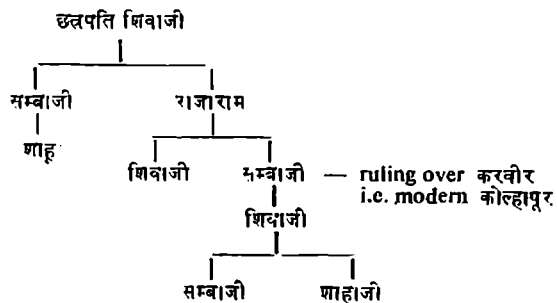 छत्रपति शिवाजी
सम्बाजी राजाराम
शाहू
शिवाजी सम्बाजी — ruling over करवीर
i.e. modern कोल्हापूर
शिवाजी
सम्बाजी शाहाजी